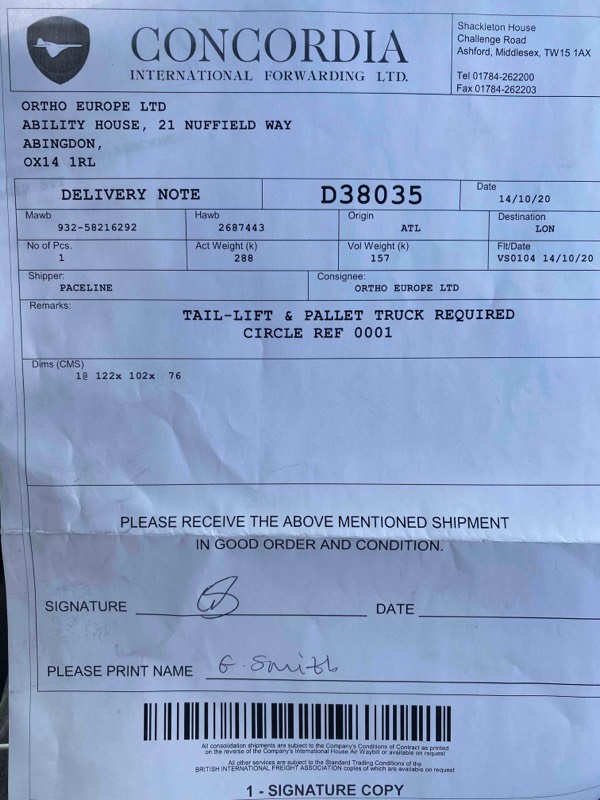 CONCORDIA
INTERNATIONAL FORWARDING LTD.
Shackleton House
Challenge Road
Ashford, Middlesex, TW15 1AX
Tel 01784-262200
Fax 01784-262203
ORTHO EUROPE LTD
ABILITY HOUSE, 21 NUFFIELD WAY
ABINGDON,
OX14 1RL
DELIVERY NOTE
D38035
Date
14/10/20
Mawb
932-58216292
Hawb
2687443
Origin
ATL
Destination
LON
No of Pcs.
1
Act Weight (k)
288
Vol Weight (k)
157
Flt/Date
VS0104 14/10/20
Shipper:
PACELINE
Consignee:
ORTHO EUROPE LTD
Remarks:
TAIL-LIFT & PALLET TRUCK REQUIRED
CIRCLE REF 0001
Dims (CMS)
1@ 122x 102x 76
PLEASE RECEIVE THE ABOVE MENTIONED SHIPMENT
IN GOOD ORDER AND CONDITION.
SIGNATURE
DATE
PLEASE PRINT NAME G. Smith
All consolidation shipments are subject to the Company's Conditions of Contract as printed
on the reverse of the Company's International House Air Waybill or available on request
All other services are subject to the Standard Trading Conditions of the
BRITISH INTERNATIONAL FREIGHT ASSOCIATION copies of which are available on request
1 - SIGNATURE COPY